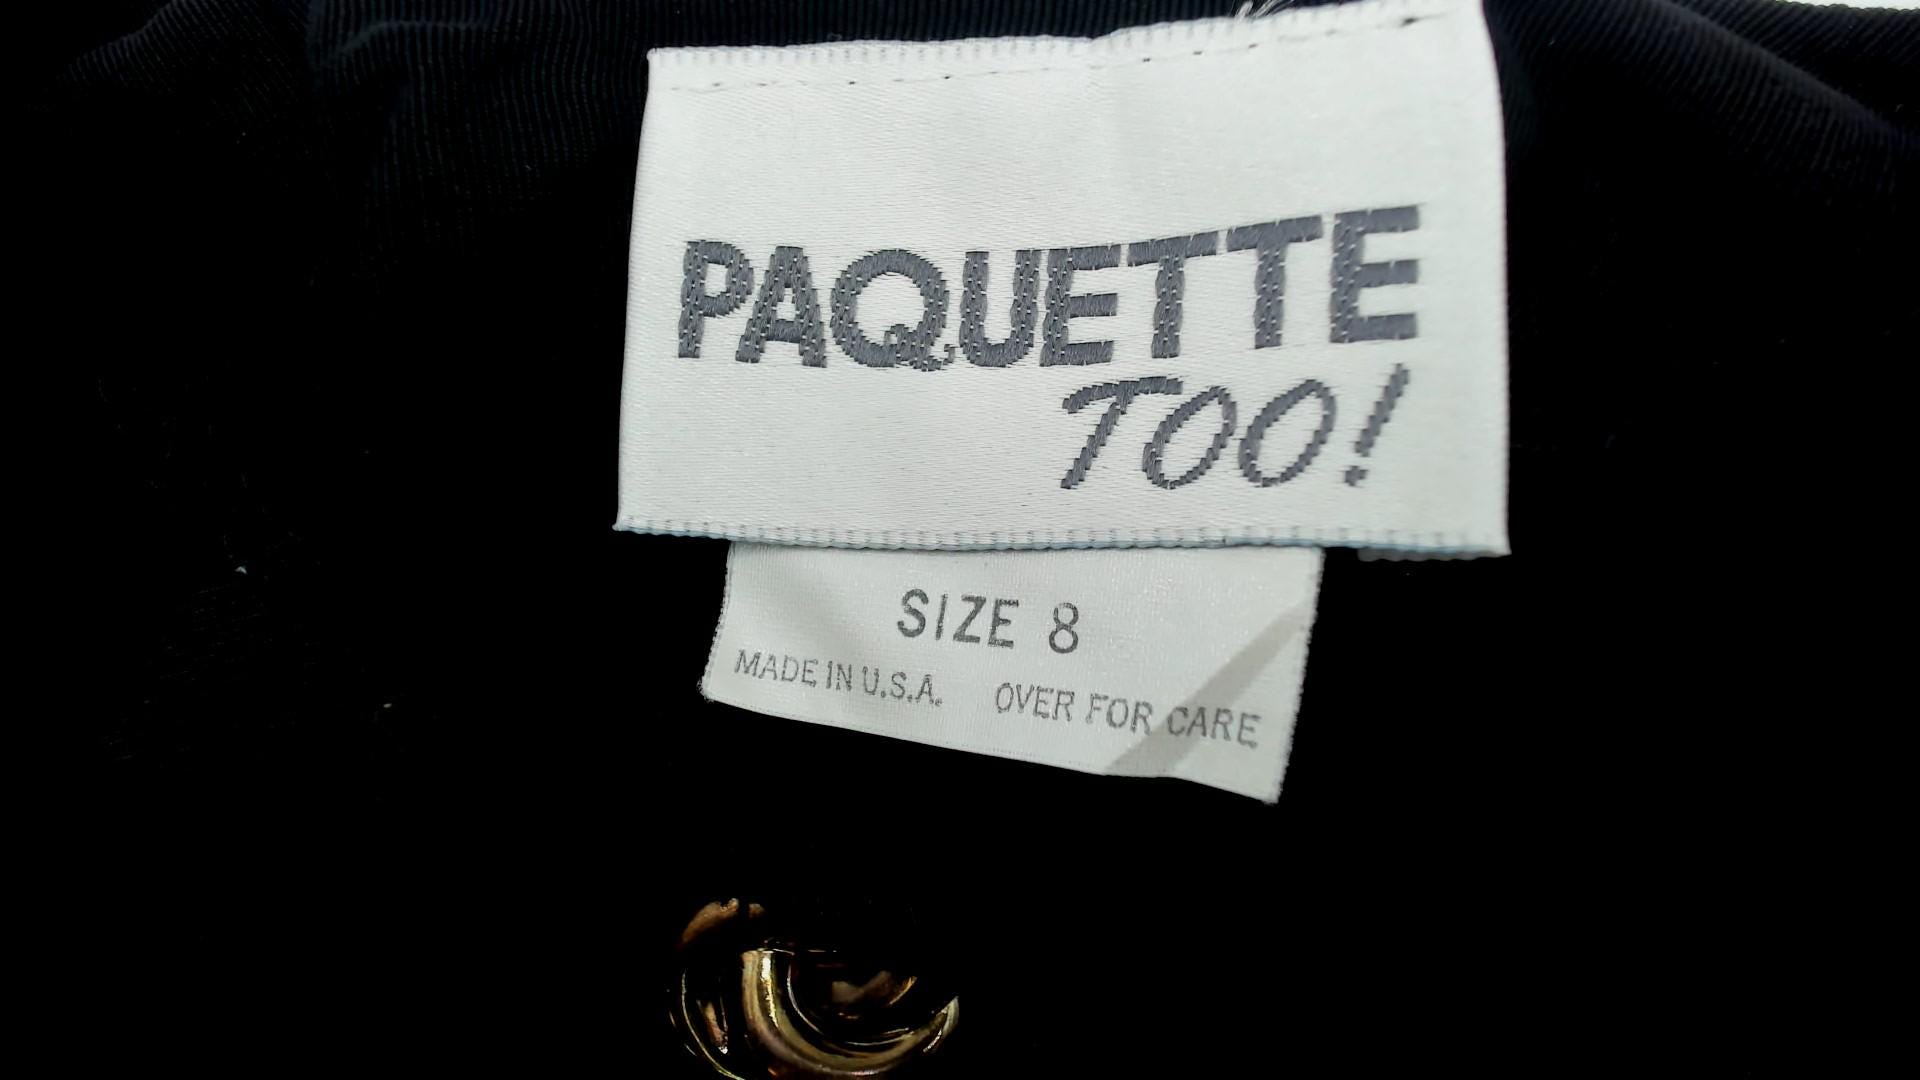 PAQUETTE
TOO!
SIZE 8
MADE IN U.S.A. OVER FOR CARE